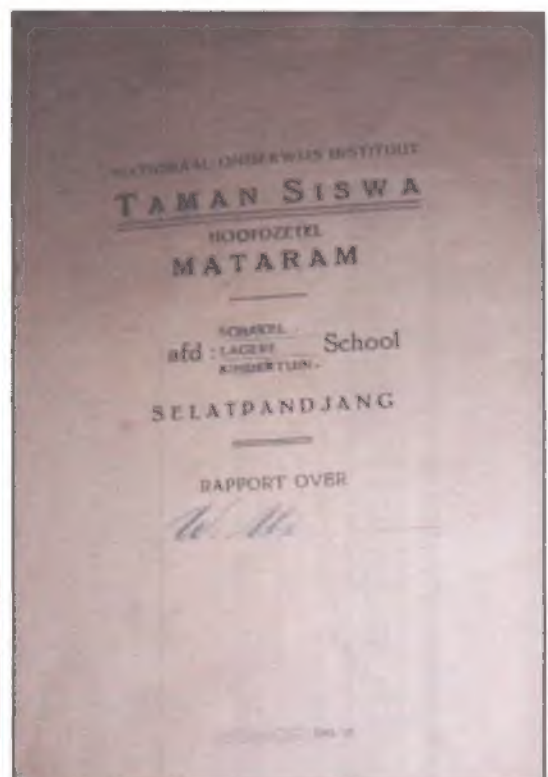 NATIONAAL ONDERWIJS INSTITUUT
TAMAN SISWA
HOOFDZETEL
MATARAM
SCHAKEL
afd : LAGERE School
KINDERTUIN.
SELATPANDJANG
RAPPORT OVER